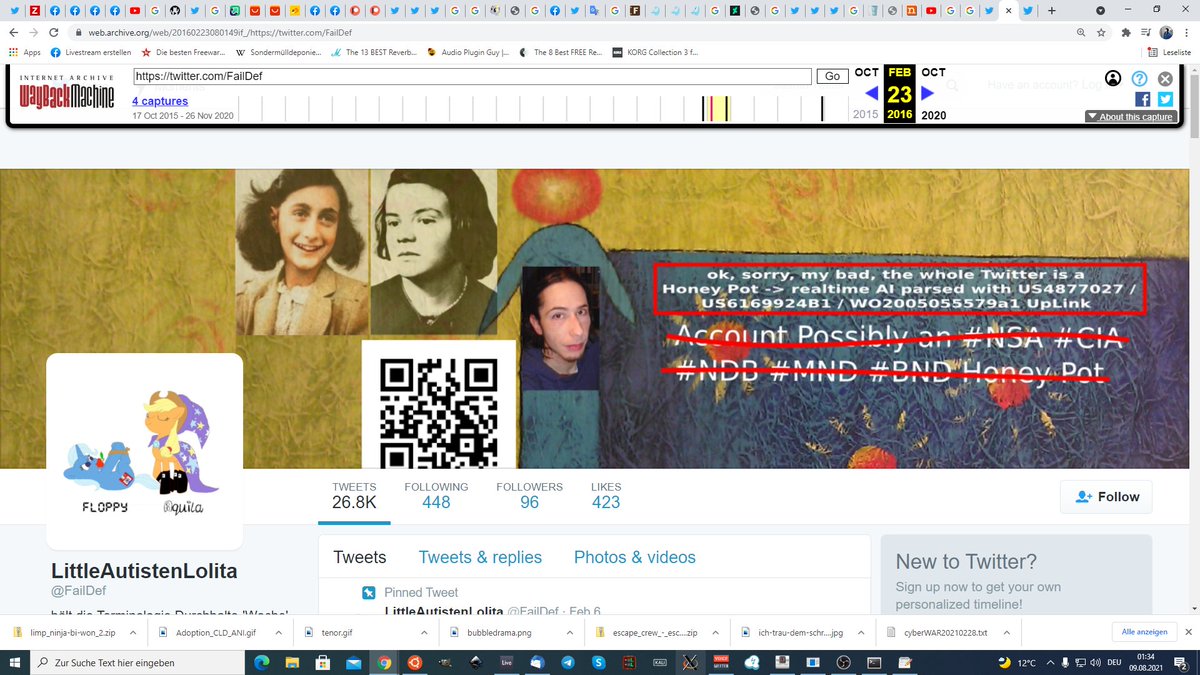 web.archive.org/web/20160223080149if_/https://twitter.com/FailDef
Apps
Livestream erstellen
Die besten Freewar...
Sondermülldeponie...
The 13 BEST Reverb...
Audio Plugin Guy |...
The 8 Best FREE Re...
KORG Collection 3 f...
Leseliste
INTERNET ARCHIVE
WayBackMachine
https://twitter.com/FailDef
Go
OCT
FEB
OCT
4 captures
23
17 Oct 2015 - 26 Nov 2020
2015
2016
2020
Have an account? Log
About this capture
ok, sorry, my bad, the whole Twitter is a
Honey Pot -> realtime AI parsed with US4877027 /
US6169924B1 / WO2005055579a1 UpLink
Account Possibly an #NSA #CIA
#NDB #MND #BND Honey Pot
FLOPPY
Aquila
TWEETS
26.8K
FOLLOWING
448
FOLLOWERS
96
LIKES
423
Follow
LittleAutistenLolita
@FailDef
hält die Terminologie Durchhalte 'Woche'
Tweets
Tweets & replies
Photos & videos
Pinned Tweet
LittleAutistenLolita @FailDef · Feb 6
New to Twitter?
Sign up now to get your own
personalized timeline!
limp_ninja-bi-won_2.zip
Adoption_CLD_ANI.gif
tenor.gif
bubbledrama.png
escape_crew_-_esc....zip
ich-trau-dem-schr....jpg
cyberWAR20210228.txt
Alle anzeigen
Zur Suche Text hier eingeben
Live
KALI
12°C
DEU
01:34
09.08.2021
2